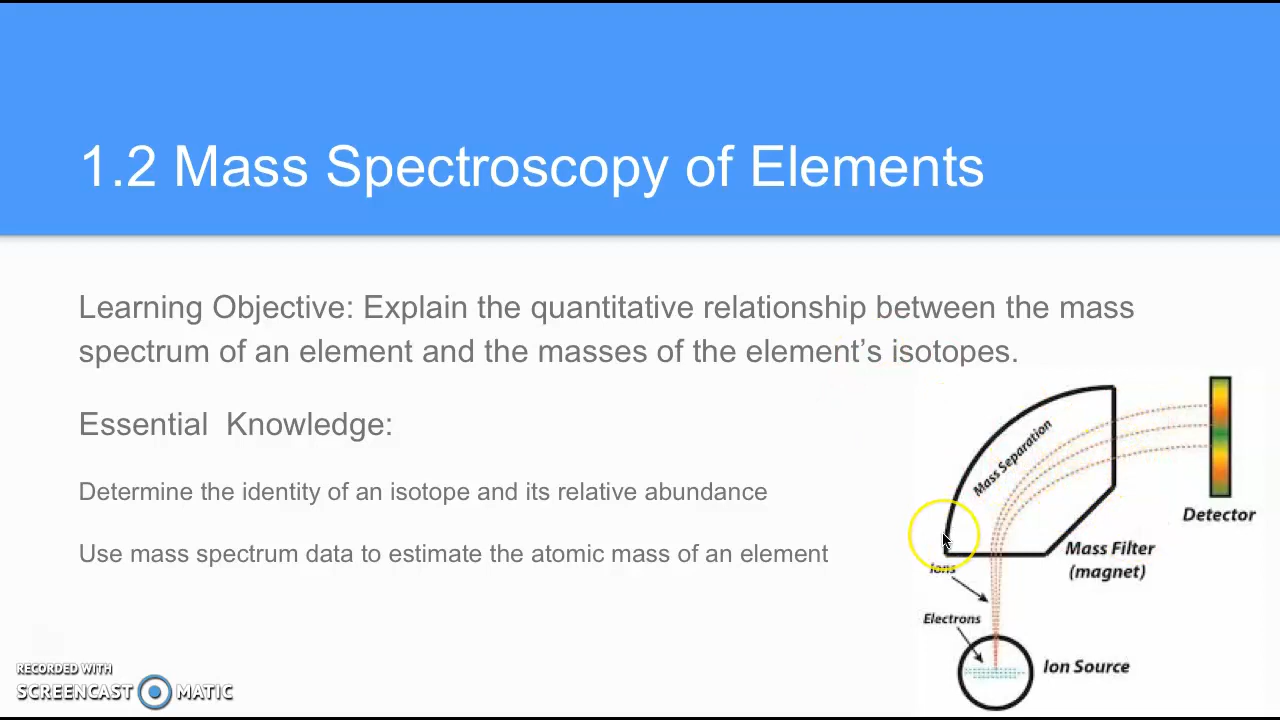 1.2 Mass Spectroscopy of Elements
Learning Objective: Explain the quantitative relationship between the mass
spectrum of an element and the masses of the element's isotopes.
Essential Knowledge:
Determine the identity of an isotope and its relative abundance
Use mass spectrum data to estimate the atomic mass of an element
Mass Separation
Detector
Mass Filter
(magnet)
Ions
Electrons
Ion Source
RECORDED WITH
SCREENCAST MATIC